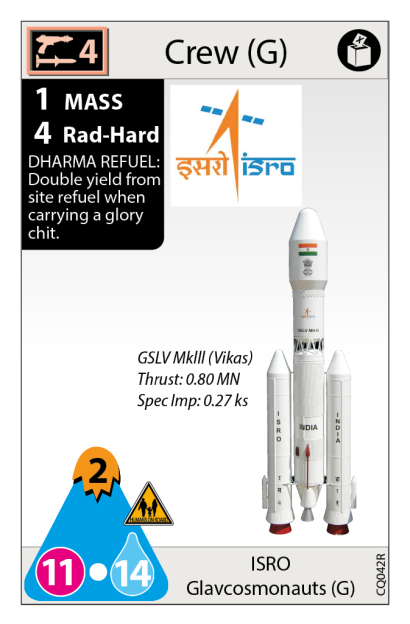 4
Crew (G)
1 MASS
4 Rad-Hard
DHARMA REFUEL:
Double yield from
site refuel when
carrying a glory
chit.
इसरो isro
GSLV MkIII
GSLV MkIII (Vikas)
Thrust: 0.80 MN
Spec Imp: 0.27 ks
ISRO
INDIA
INDIA
2
HUMANS ON BOARD
11 • 14
ISRO
Glavcosmonauts (G)
CQ042R